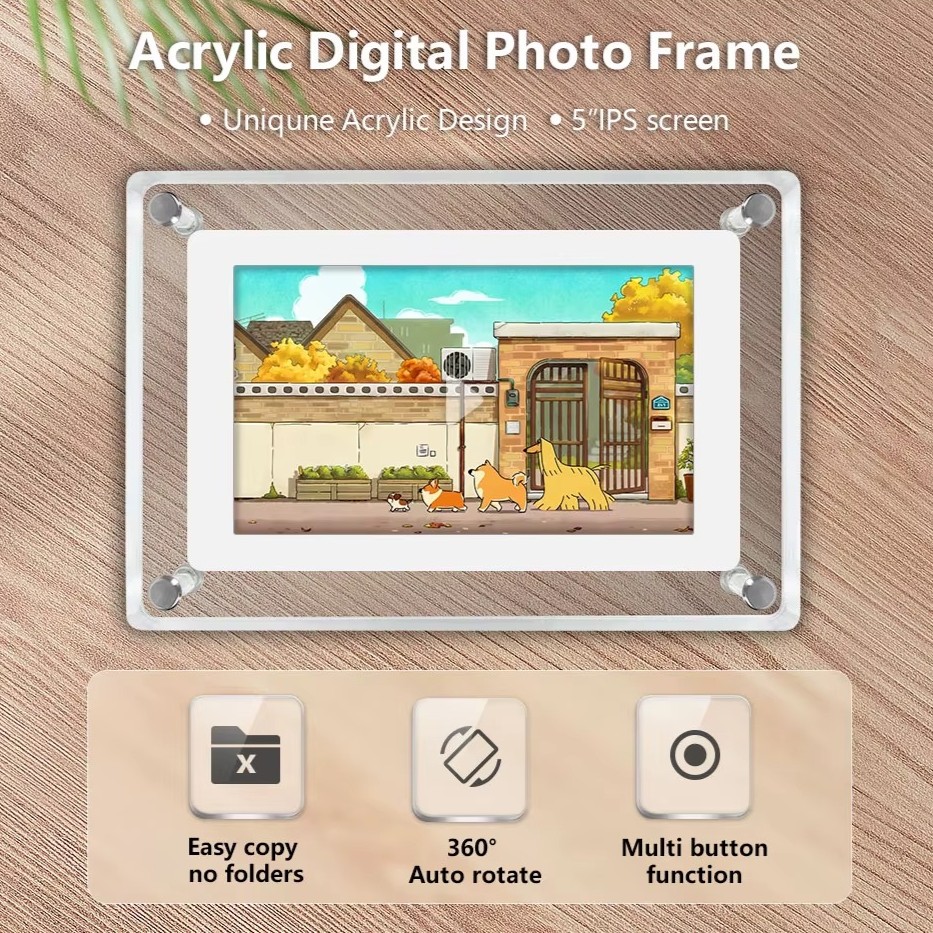 Acrylic Digital Photo Frame
• Uniqune Acrylic Design • 5"IPS screen
X
Easy copy
no folders
360°
Auto rotate
Multi button
function